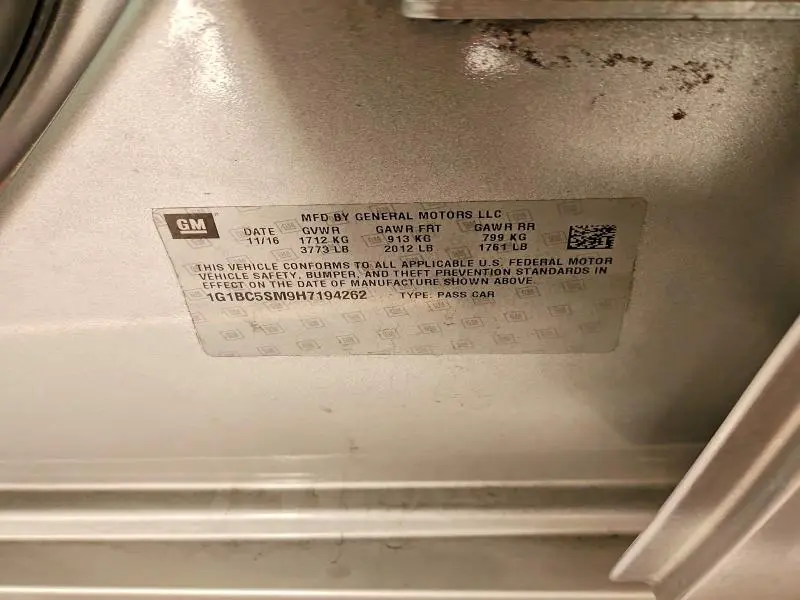 GM
MFD BY GENERAL MOTORS LLC
DATE GVWR GAWR FRT GAWR RR
11/16 1712 KG 913 KG 799 KG
3773 LB 2012 LB 1761 LB
THIS VEHICLE CONFORMS TO ALL APPLICABLE U.S. FEDERAL MOTOR
VEHICLE SAFETY, BUMPER, AND THEFT PREVENTION STANDARDS IN
EFFECT ON THE DATE OF MANUFACTURE SHOWN ABOVE.
1G1BC5SM9H7194262 TYPE: PASS CAR